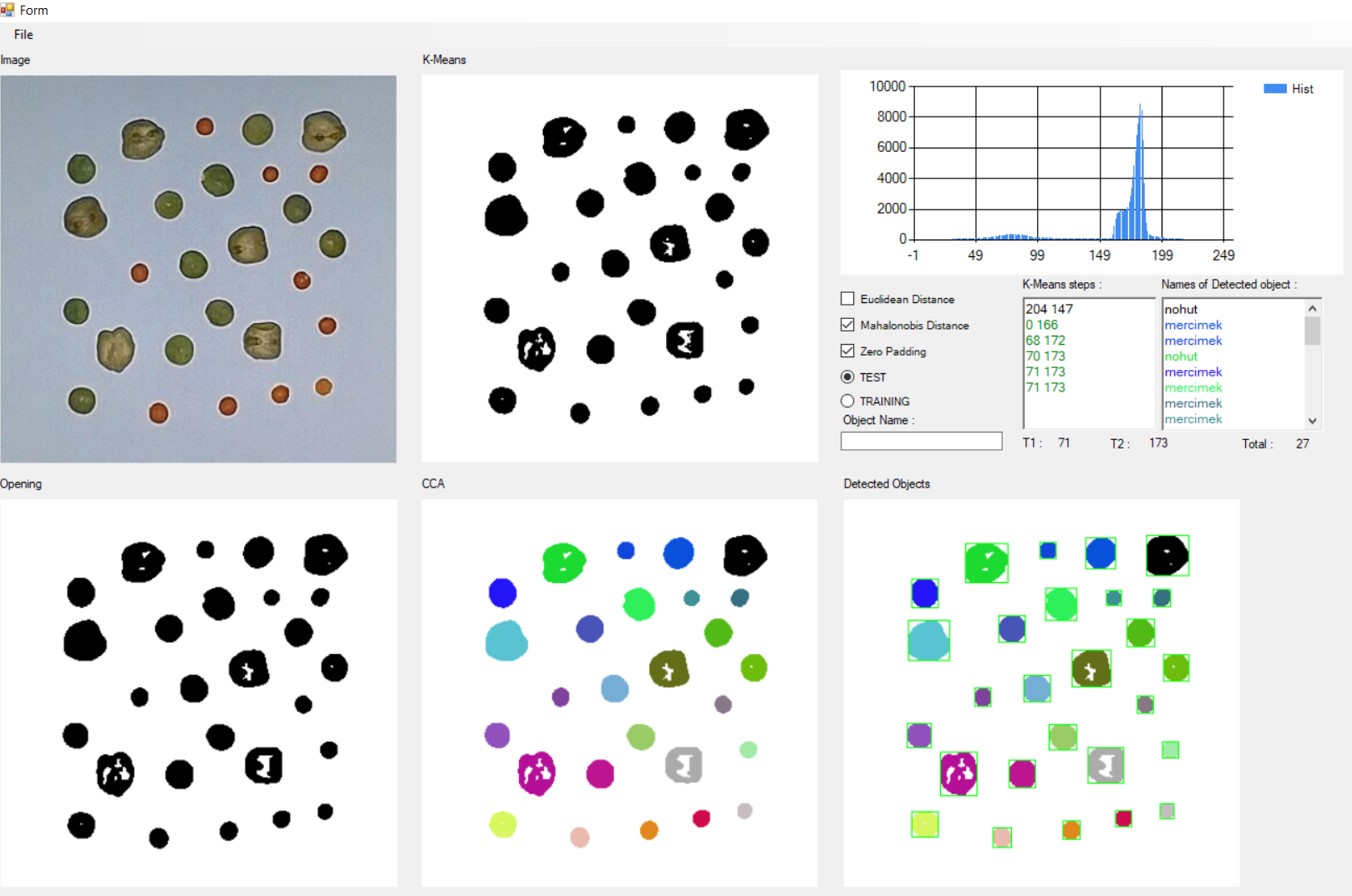 Form
File
Image
K-Means
10000
8000
6000
4000
2000
0
-1 49 99 149 199 249
Hist
Euclidean Distance
Mahalonobis Distance
Zero Padding
TEST
TRAINING
Object Name :
K-Means steps :
204 147
0 166
68 172
70 173
71 173
71 173
Names of Detected object :
nohut
mercimek
mercimek
nohut
mercimek
mercimek
mercimek
mercimek
T1 : 71 T2 : 173 Total : 27
Opening
CCA
Detected Objects